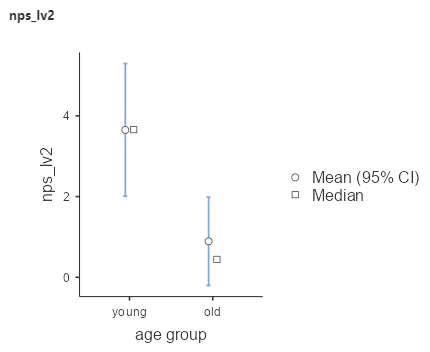 nps_lv2
4
2
0
nps_lv2
young
old
age group
Mean (95% CI)
Median